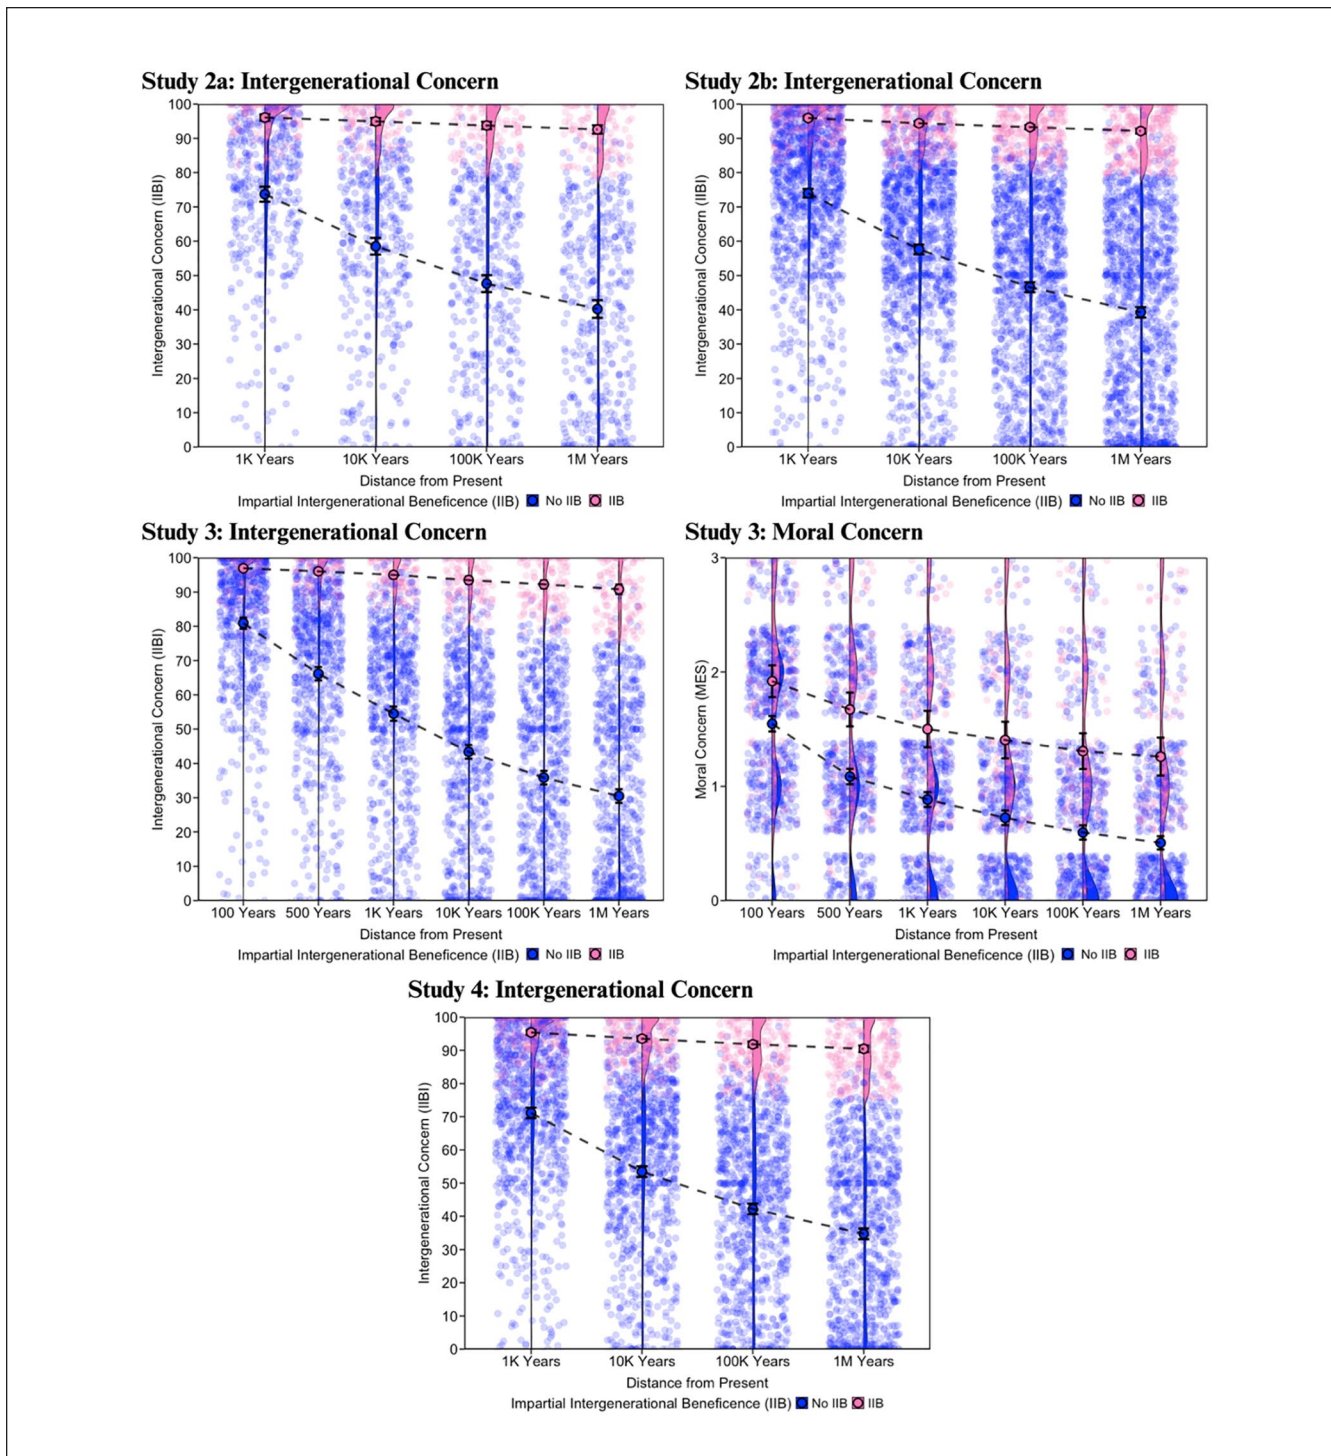 Study 2a: Intergenerational Concern
100
90
80
70
60
50
40
30
20
10
0
Intergenerational Concern (IIBI)
1K Years 10K Years 100K Years 1M Years
Distance from Present
Impartial Intergenerational Beneficence (IIB) No IIB IIB
Study 2b: Intergenerational Concern
100
90
80
70
60
50
40
30
20
10
0
Intergenerational Concern (IIBI)
1K Years 10K Years 100K Years 1M Years
Distance from Present
Impartial Intergenerational Beneficence (IIB) No IIB IIB
Study 3: Intergenerational Concern
100
90
80
70
60
50
40
30
20
10
0
Intergenerational Concern (IIBI)
100 Years 500 Years 1K Years 10K Years 100K Years 1M Years
Distance from Present
Impartial Intergenerational Beneficence (IIB) No IIB IIB
Study 3: Moral Concern
3
2
1
0
Moral Concern (MES)
100 Years 500 Years 1K Years 10K Years 100K Years 1M Years
Distance from Present
Impartial Intergenerational Beneficence (IIB) No IIB IIB
Study 4: Intergenerational Concern
100
90
80
70
60
50
40
30
20
10
0
Intergenerational Concern (IIBI)
1K Years 10K Years 100K Years 1M Years
Distance from Present
Impartial Intergenerational Beneficence (IIB) No IIB IIB